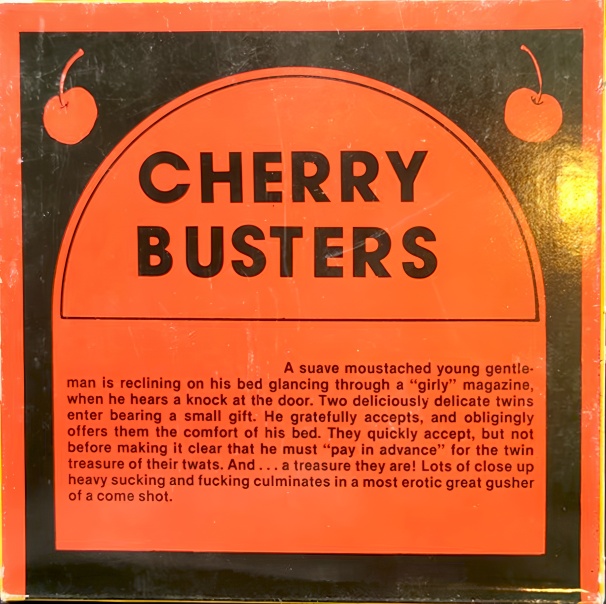 CHERRY
BUSTERS
A suave moustached young gentle-
man is reclining on his bed glancing through a “girly” magazine,
when he hears a knock at the door. Two deliciously delicate twins
enter bearing a small gift. He gratefully accepts, and obligingly
offers them the comfort of his bed. They quickly accept, but not
before making it clear that he must “pay in advance” for the twin
treasure of their twats. And . . . a treasure they are! Lots of close up
heavy sucking and fucking culminates in a most erotic great gusher
of a come shot.